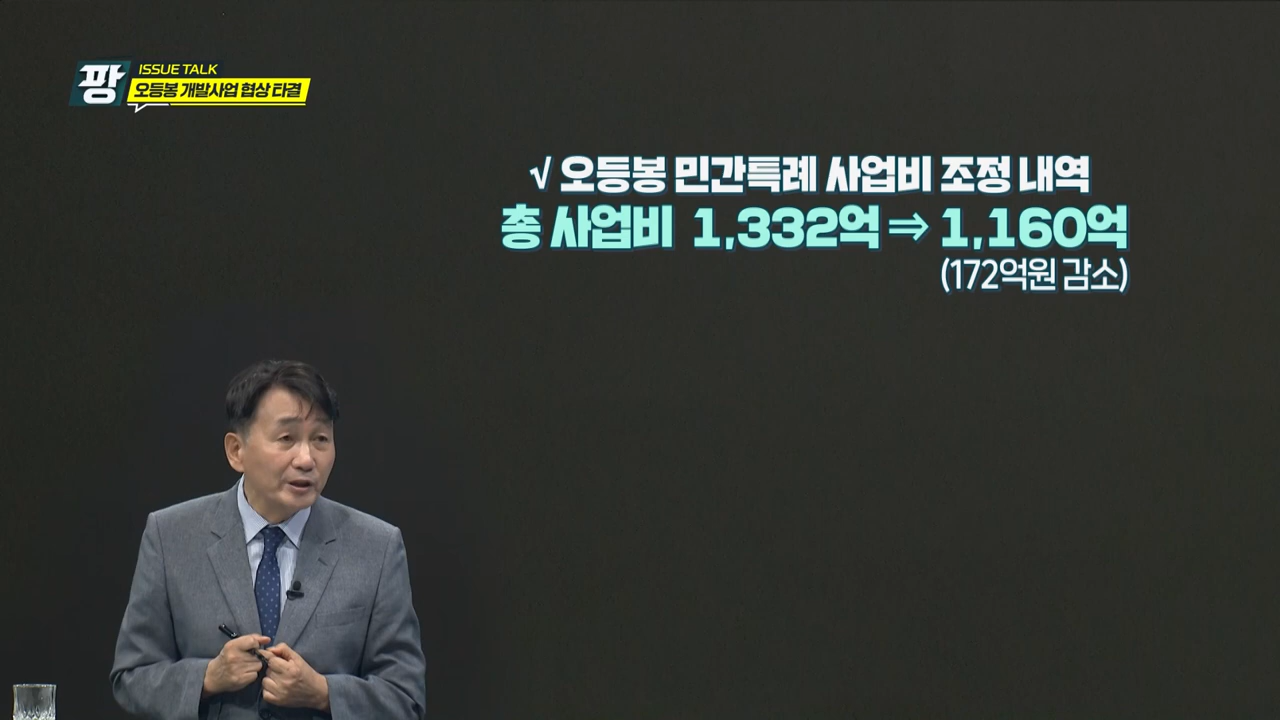 팡
ISSUE TALK
오등봉 개발사업 협상 타결
√ 오등봉 민간특례 사업비 조정 내역
총 사업비 1,332억 ⇒ 1,160억
(172억원 감소)